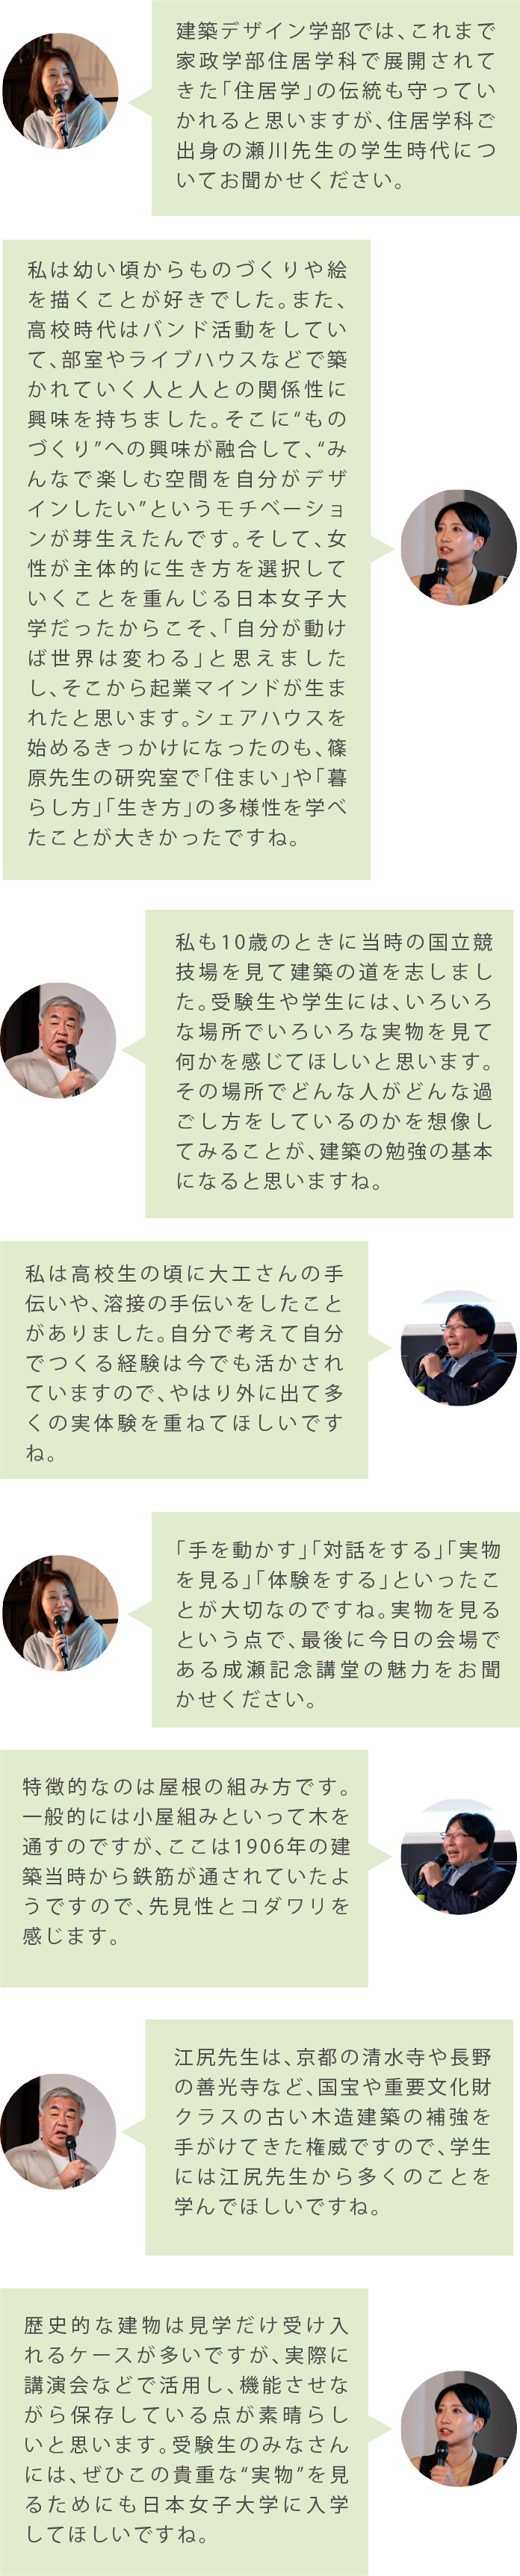 建築デザイン学部では、これまで
家政学部住居学科で展開されて
きた「住居学」の伝統も守ってい
かれると思いますが、住居学科ご
出身の瀬川先生の学生時代につ
いてお聞かせください。
私は幼い頃からものづくりや絵
を描くことが好きでした。また、
高校時代はバンド活動をしてい
て、部室やライブハウスなどで築
かれていく人と人との関係性に
興味を持ちました。そこに“もの
づくり”への興味が融合して、“み
んなで楽しむ空間を自分がデザ
インしたい”というモチベーショ
ンが芽生えたんです。そして、女
性が主体的に生き方を選択して
いくことを重んじる日本女子大
学だったからこそ、「自分が動け
ば世界は変わる」と思えました
し、そこから起業マインドが生ま
れたと思います。シェアハウスを
始めるきっかけになったのも、篠
原先生の研究室で「住まい」や「暮
らし方」「生き方」の多様性を学べ
たことが大きかったですね。
私も10歳のときに当時の国立競
技場を見て建築の道を志しまし
た。受験生や学生には、いろいろ
な場所でいろいろな実物を見て
何かを感じてほしいと思います。
その場所でどんな人がどんな過
ごし方をしているのかを想像し
てみることが、建築の勉強の基本
になると思いますね。
私は高校生の頃に大工さんの手
伝いや、溶接の手伝いをしたこと
がありました。自分で考えて自分
でつくる経験は今でも活かされ
ていますので、やはり外に出て多
くの実体験を重ねてほしいです
ね。
「手を動かす」「対話をする」「実物
を見る」「体験をする」といったこ
とが大切なのですね。実物を見る
という点で、最後に今日の会場で
ある成瀬記念講堂の魅力をお聞
かせください。
特徴的なのは屋根の組み方です。
一般的には小屋組みといって木を
通すのですが、ここは1906年の建
築当時から鉄筋が通されていたよ
うですので、先見性とコダワリを
感じます。
江尻先生は、京都の清水寺や長野
の善光寺など、国宝や重要文化財
クラスの古い木造建築の補強を
手がけてきた権威ですので、学生
には江尻先生から多くのことを
学んでほしいですね。
歴史的な建物は見学だけ受け入
れるケースが多いですが、実際に
講演会などで活用し、機能させな
がら保存している点が素晴らし
いと思います。受験生のみなさん
には、ぜひこの貴重な“実物”を見
るためにも日本女子大学に入学
してほしいですね。